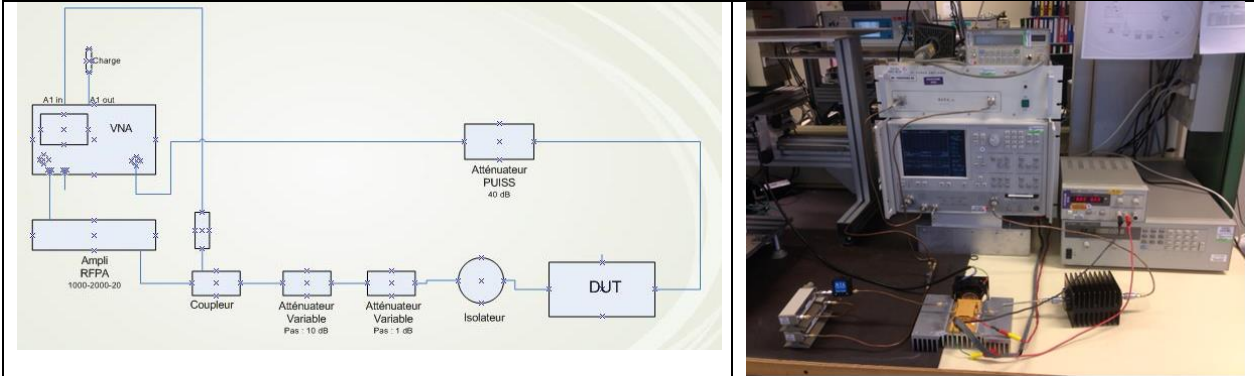 Charge
A1 in
A1 out
VNA
Atténuateur
PUISS
40 dB
Ampli
RFPA
1000-2000-20
Coupleur
Atténuateur
Variable
Pas : 10 dB
Atténuateur
Variable
Pas : 1 dB
Isolateur
DUT